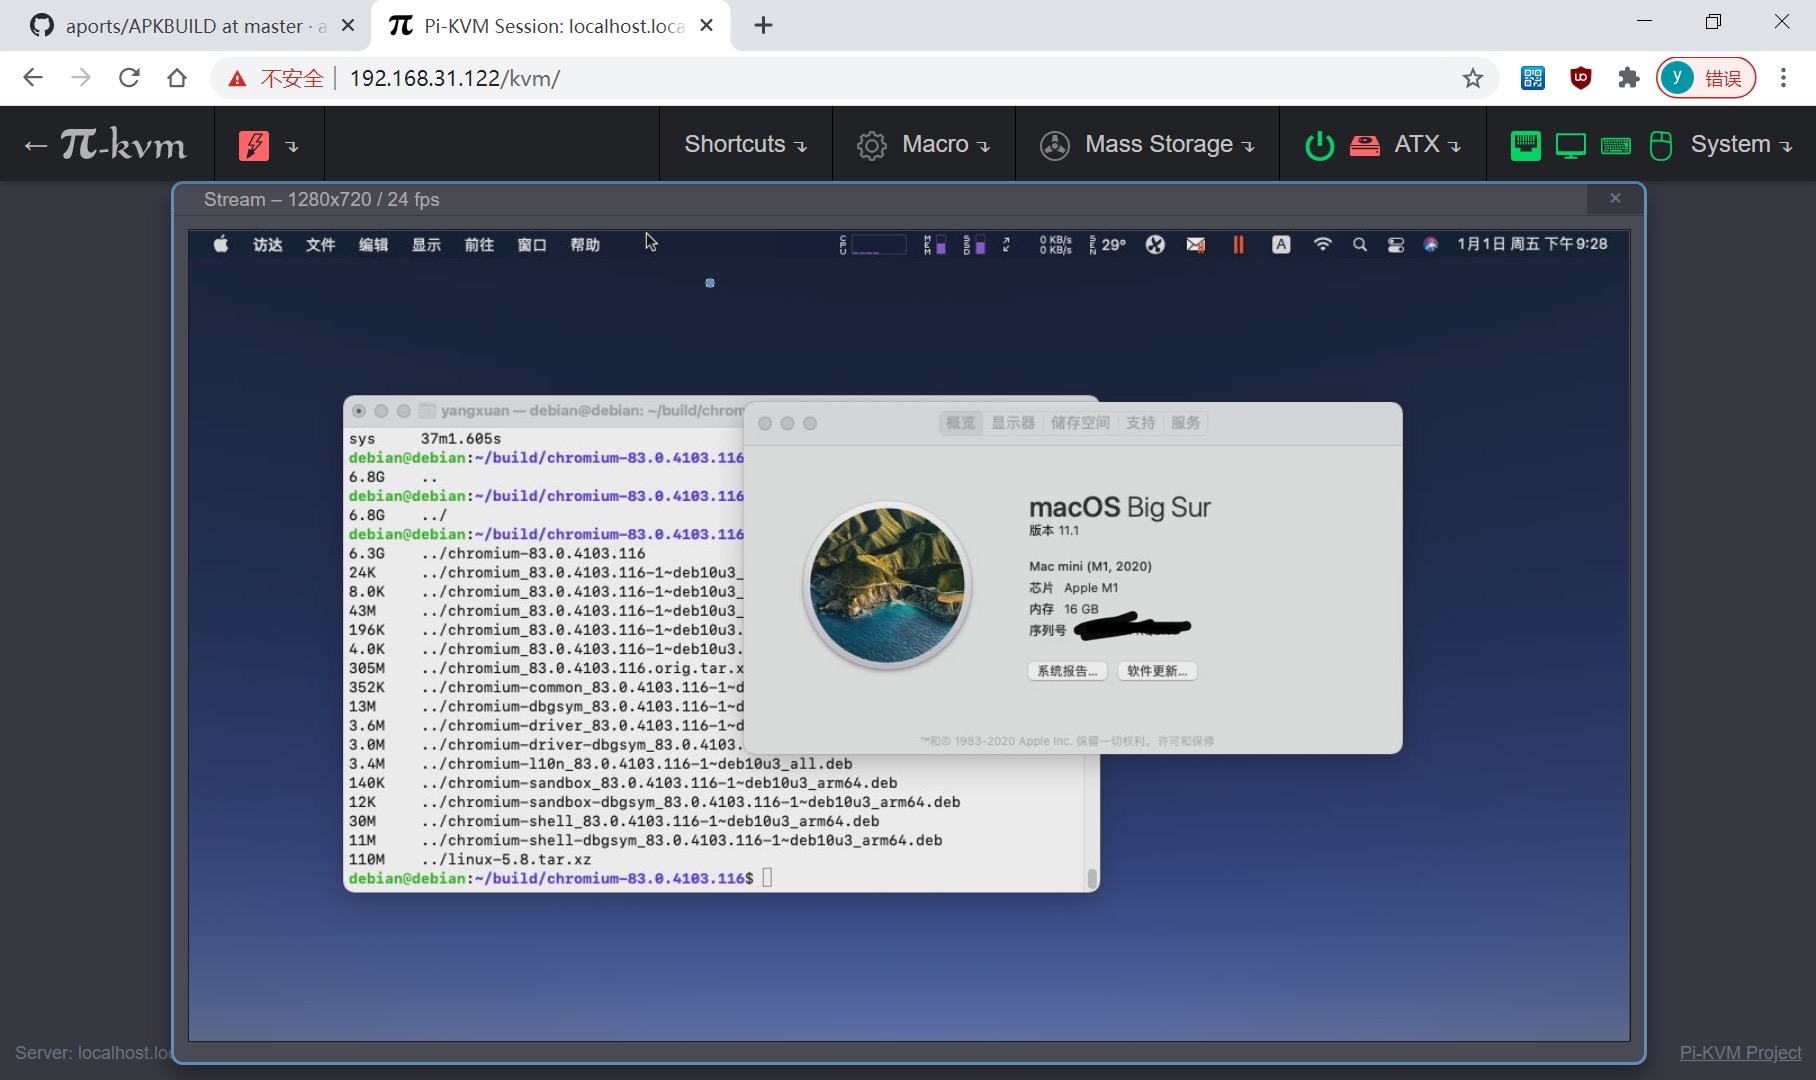 aports/APKBUILD at master · a
Pi-KVM Session: localhost.loca
不安全 192.168.31.122/kvm/
y 错误
← π-kvm
Shortcuts
Macro
Mass Storage
ATX
System
Stream – 1280x720 / 24 fps
访达 文件 编辑 显示 前往 窗口 帮助
CPU MEM SSD 0 KB/s 0 KB/s SEN 29° A 1月1日 周五 下午9:28
yangxuan — debian@debian: ~/build/chrom
sys 37m1.605s
debian@debian:~/build/chromium-83.0.4103.116
6.8G ..
debian@debian:~/build/chromium-83.0.4103.116
6.8G ../
debian@debian:~/build/chromium-83.0.4103.116
6.3G ../chromium-83.0.4103.116
24K ../chromium_83.0.4103.116-1~deb10u3_
8.0K ../chromium_83.0.4103.116-1~deb10u3_
43M ../chromium_83.0.4103.116-1~deb10u3_
196K ../chromium_83.0.4103.116-1~deb10u3.
4.0K ../chromium_83.0.4103.116-1~deb10u3.
305M ../chromium_83.0.4103.116.orig.tar.x
352K ../chromium-common_83.0.4103.116-1~d
13M ../chromium-dbgsym_83.0.4103.116-1~d
3.6M ../chromium-driver_83.0.4103.116-1~d
3.0M ../chromium-driver-dbgsym_83.0.4103.
3.4M ../chromium-l10n_83.0.4103.116-1~deb10u3_all.deb
140K ../chromium-sandbox_83.0.4103.116-1~deb10u3_arm64.deb
12K ../chromium-sandbox-dbgsym_83.0.4103.116-1~deb10u3_arm64.deb
30M ../chromium-shell_83.0.4103.116-1~deb10u3_arm64.deb
11M ../chromium-shell-dbgsym_83.0.4103.116-1~deb10u3_arm64.deb
110M ../linux-5.8.tar.xz
debian@debian:~/build/chromium-83.0.4103.116$
概览 显示器 储存空间 支持 服务
macOS Big Sur
版本 11.1
Mac mini (M1, 2020)
芯片 Apple M1
内存 16 GB
序列号
系统报告... 软件更新...
™和© 1983-2020 Apple Inc. 保留一切权利。许可和保修
Server: localhost.loc
Pi-KVM Project